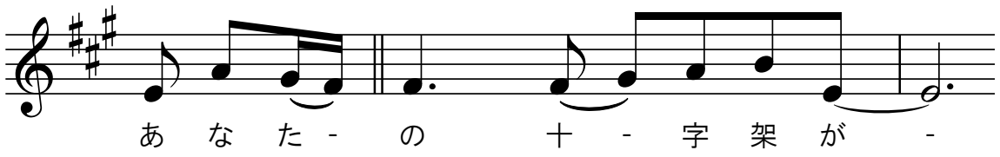 あ な た - の 十 - 字 架 が -